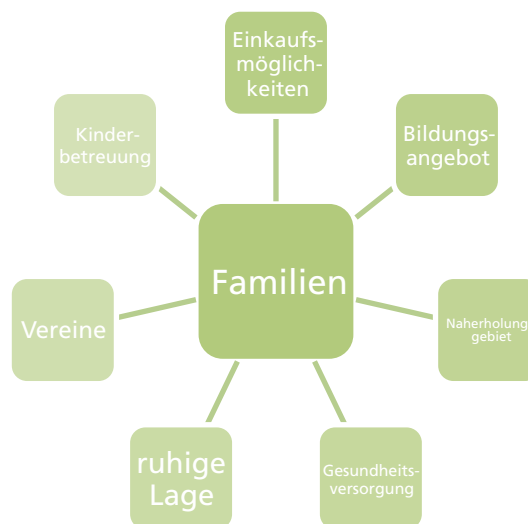 Einkaufs-
möglich-
keiten
Bildungs-
angebot
Naherholung
gebiet
Gesundheits-
versorgung
ruhige
Lage
Vereine
Kinder-
betreuung
Familien